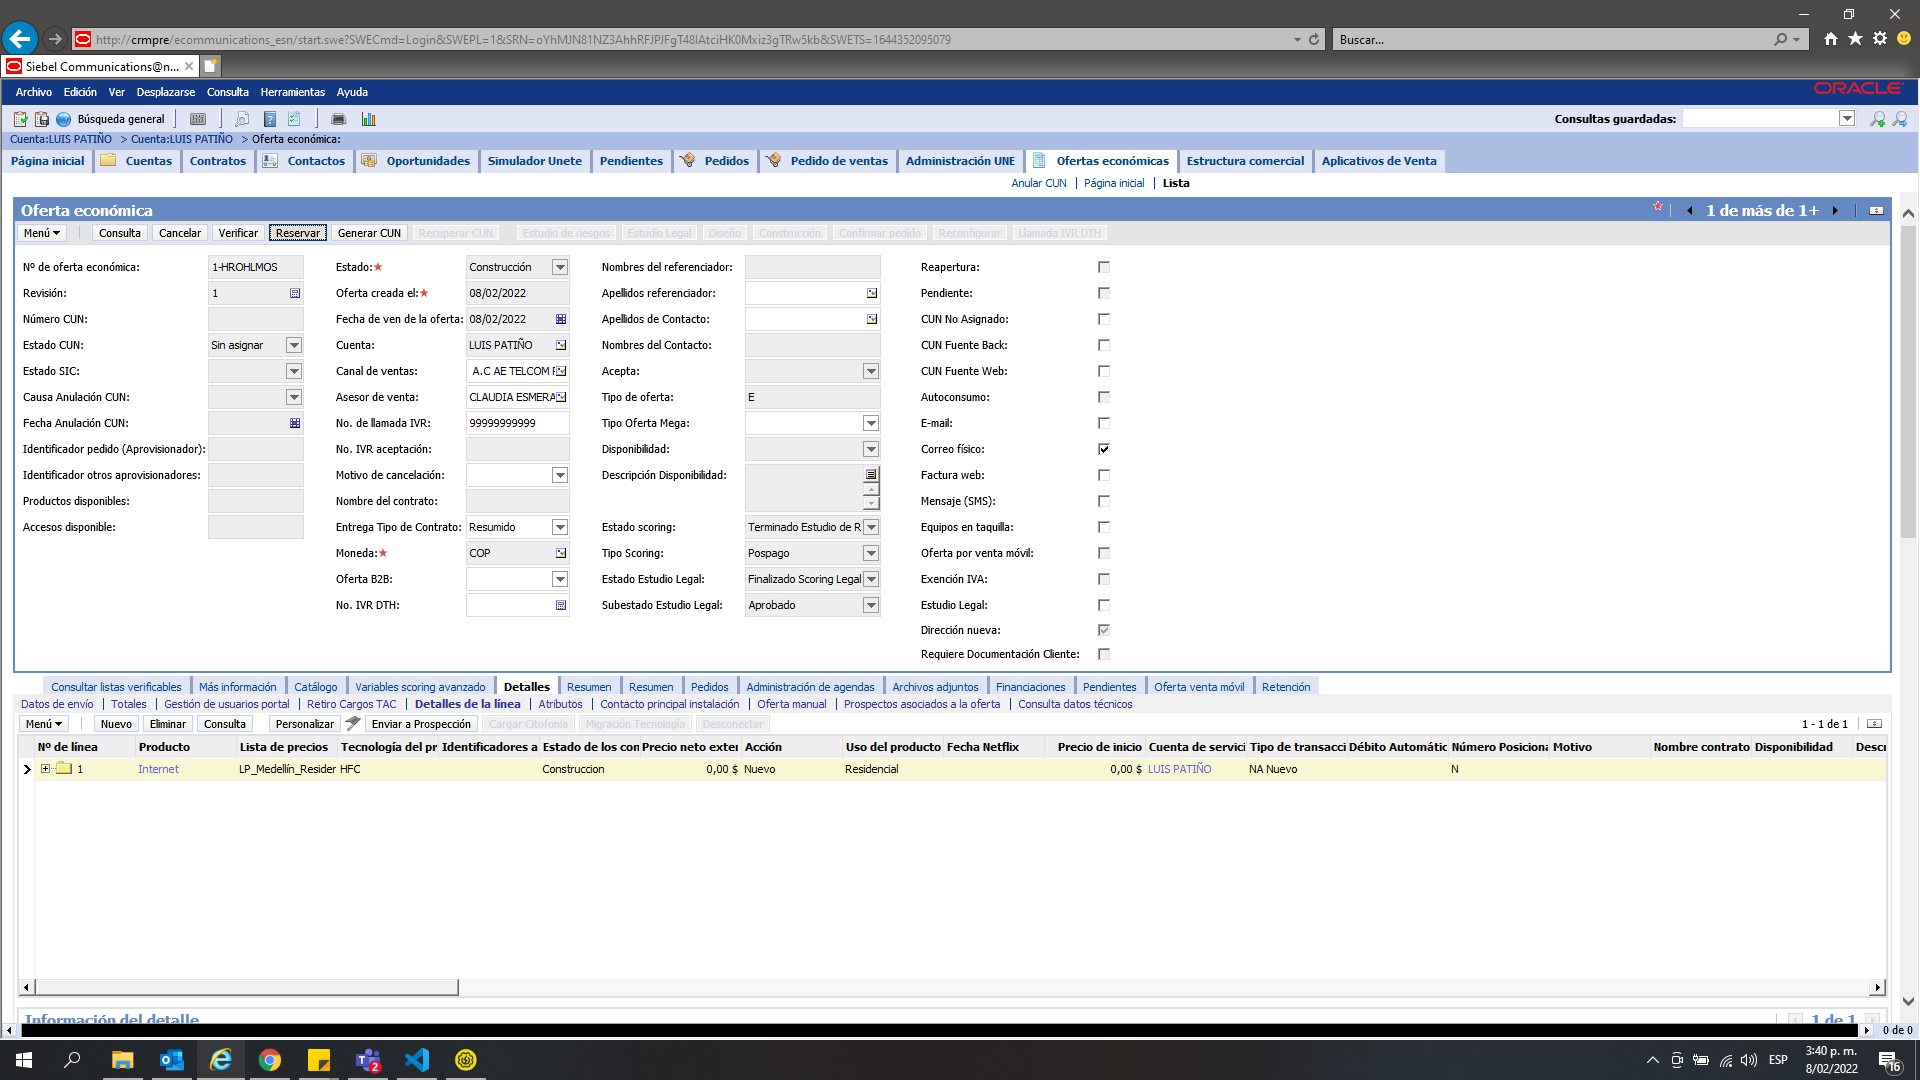 http://crmpre/ecommunications_esn/start.swe?SWECmd=Login&SWEPL=1&SRN=oYhMJN81NZ3AhhRFJPJFgT48IAtciHK0Mxiz3gTRw5kb&SWETS=1644352095079
Buscar...
Siebel Communications@n...
Archivo Edición Ver Desplazarse Consulta Herramientas Ayuda
ORACLE
Búsqueda general
Consultas guardadas:
Cuenta:LUIS PATIÑO > Cuenta:LUIS PATIÑO > Oferta económica:
Página inicial Cuentas Contratos Contactos Oportunidades Simulador Unete Pendientes Pedidos Pedido de ventas Administración UNE Ofertas económicas Estructura comercial Aplicativos de Venta
Anular CUN | Página inicial | Lista
Oferta económica
1 de más de 1+
Menú Consulta Cancelar Verificar Reservar Generar CUN Recuperar CUN Estudio de riesgos Estudio Legal Diseño Construcción Confirmar pedido Reconfigurar Llamada IVR DTH
Nº de oferta económica: 1-HROHLMOS Estado: Construcción Nombres del referenciador: Reapertura:
Revisión: 1 Oferta creada el: 08/02/2022 Apellidos referenciador: Pendiente:
Número CUN: Fecha de ven de la oferta: 08/02/2022 Apellidos de Contacto: CUN No Asignado:
Estado CUN: Sin asignar Cuenta: LUIS PATIÑO Nombres del Contacto: CUN Fuente Back:
Estado SIC: Canal de ventas: A.C AE TELCOM Acepta: CUN Fuente Web:
Causa Anulación CUN: Asesor de venta: CLAUDIA ESMERA Tipo de oferta: E Autoconsumo:
Fecha Anulación CUN: No. de llamada IVR: 99999999999 Tipo Oferta Mega: E-mail:
Identificador pedido (Aprovisionador): No. IVR aceptación: Disponibilidad: Correo físico:
Identificador otros aprovisionadores: Motivo de cancelación: Descripción Disponibilidad: Factura web:
Productos disponibles: Nombre del contrato: Mensaje (SMS):
Accesos disponible: Entrega Tipo de Contrato: Resumido Estado scoring: Terminado Estudio de R Equipos en taquilla:
Moneda: COP Tipo Scoring: Pospago Oferta por venta móvil:
Oferta B2B: Estado Estudio Legal: Finalizado Scoring Legal Exención IVA:
No. IVR DTH: Subestado Estudio Legal: Aprobado Estudio Legal:
Dirección nueva:
Requiere Documentación Cliente:
Consultar listas verificables Más información Catálogo Variables scoring avanzado Detalles Resumen Resumen Pedidos Administración de agendas Archivos adjuntos Financiaciones Pendientes Oferta venta móvil Retención
Datos de envío | Totales | Gestión de usuarios portal | Retiro Cargos TAC | Detalles de la línea | Atributos | Contacto principal instalación | Oferta manual | Prospectos asociados a la oferta | Consulta datos técnicos
Menú Nuevo Eliminar Consulta Personalizar Enviar a Prospección Cargar Citofonía Migración Tecnología Desconectar 1 - 1 de 1
Nº de línea Producto Lista de precios Tecnología del pr Identificadores a Estado de los con Precio neto exter Acción Uso del producto Fecha Netflix Precio de inicio Cuenta de servici Tipo de transacci Débito Automátic Número Posiciona Motivo Nombre contrato Disponibilidad Descr
1 Internet LP_Medellín_Resider HFC Construccion 0,00 $ Nuevo Residencial 0,00 $ LUIS PATIÑO NA Nuevo N
Información del detalle
1 de 1
0 de 0
ESP
3:40 p. m.
8/02/2022
2
16